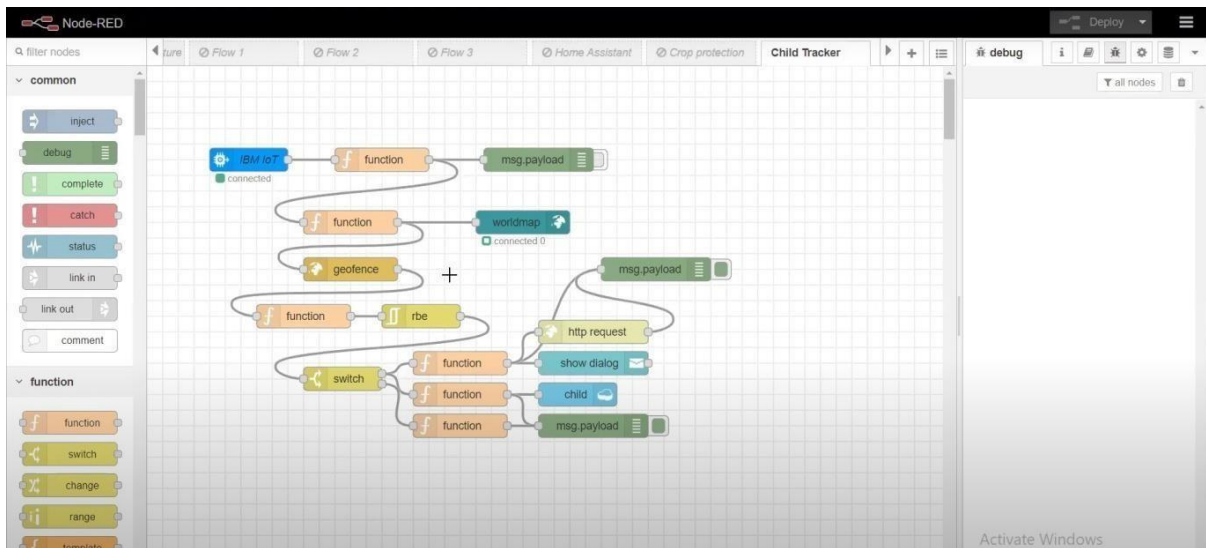 Node-RED
Deploy
filter nodes
ture
Flow 1
Flow 2
Flow 3
Home Assistant
Crop protection
Child Tracker
debug
all nodes
common
inject
debug
complete
catch
status
link in
link out
comment
function
function
switch
change
range
template
IBM IoT
connected
function
msg.payload
function
worldmap
connected 0
geofence
msg.payload
function
rbe
http request
function
show dialog
switch
function
child
function
msg.payload
Activate Windows